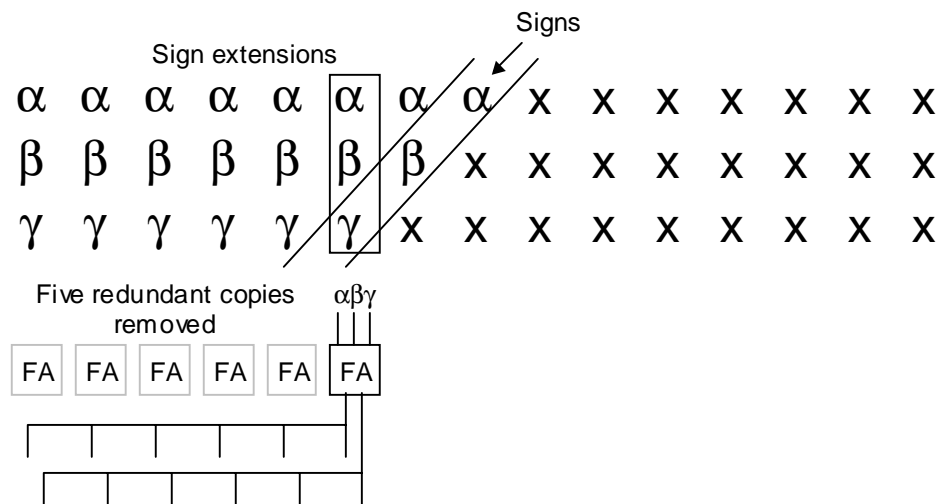 Signs
Sign extensions
α α α α α α α α x x x x x x x
β β β β β β β x x x x x x x x
γ γ γ γ γ γ x x x x x x x x x
Five redundant copies
removed
αβγ
FA FA FA FA FA FA